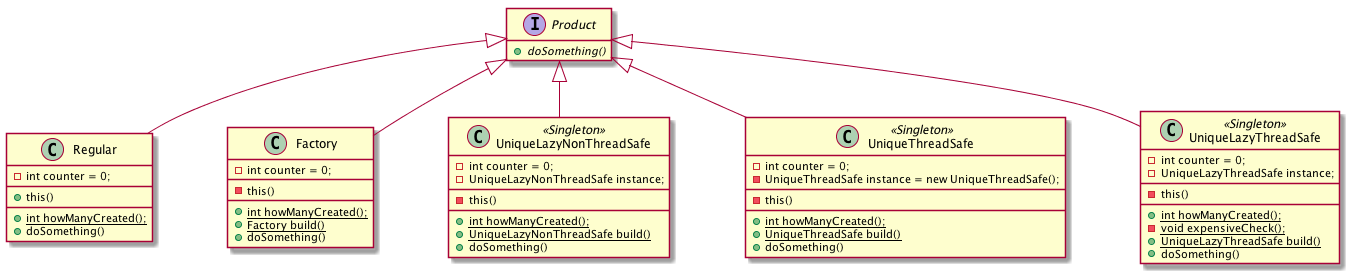 I
Product
doSomething()
C
Regular
int counter = 0;
this()
int howManyCreated();
doSomething()
C
Factory
int counter = 0;
this()
int howManyCreated();
Factory build()
doSomething()
C
«Singleton»
UniqueLazyNonThreadSafe
int counter = 0;
UniqueLazyNonThreadSafe instance;
this()
int howManyCreated();
UniqueLazyNonThreadSafe build()
doSomething()
C
«Singleton»
UniqueThreadSafe
int counter = 0;
UniqueThreadSafe instance = new UniqueThreadSafe();
this()
int howManyCreated();
UniqueThreadSafe build()
doSomething()
C
«Singleton»
UniqueLazyThreadSafe
int counter = 0;
UniqueLazyThreadSafe instance;
this()
int howManyCreated();
void expensiveCheck();
UniqueLazyThreadSafe build()
doSomething()